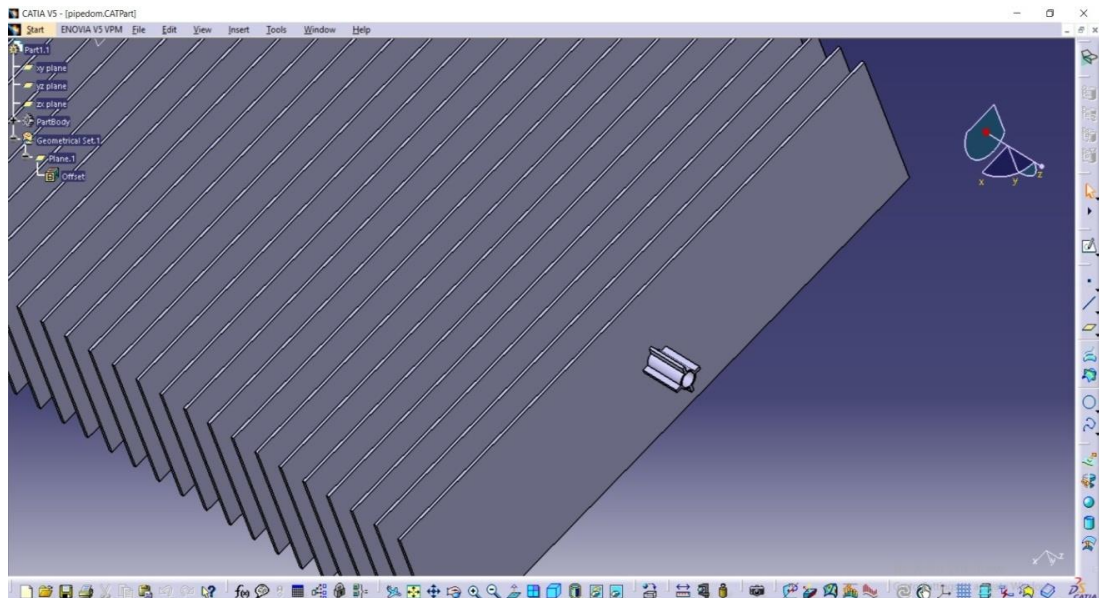 CATIA V5 - [pipedom.CATPart]
Start ENOVIA V5 VPM File Edit View Insert Tools Window Help
Part1.1
xy plane
yz plane
zx plane
PartBody
Geometrical Set.1
Plane.1
Offset
x y z
f(x)
z
CATIA